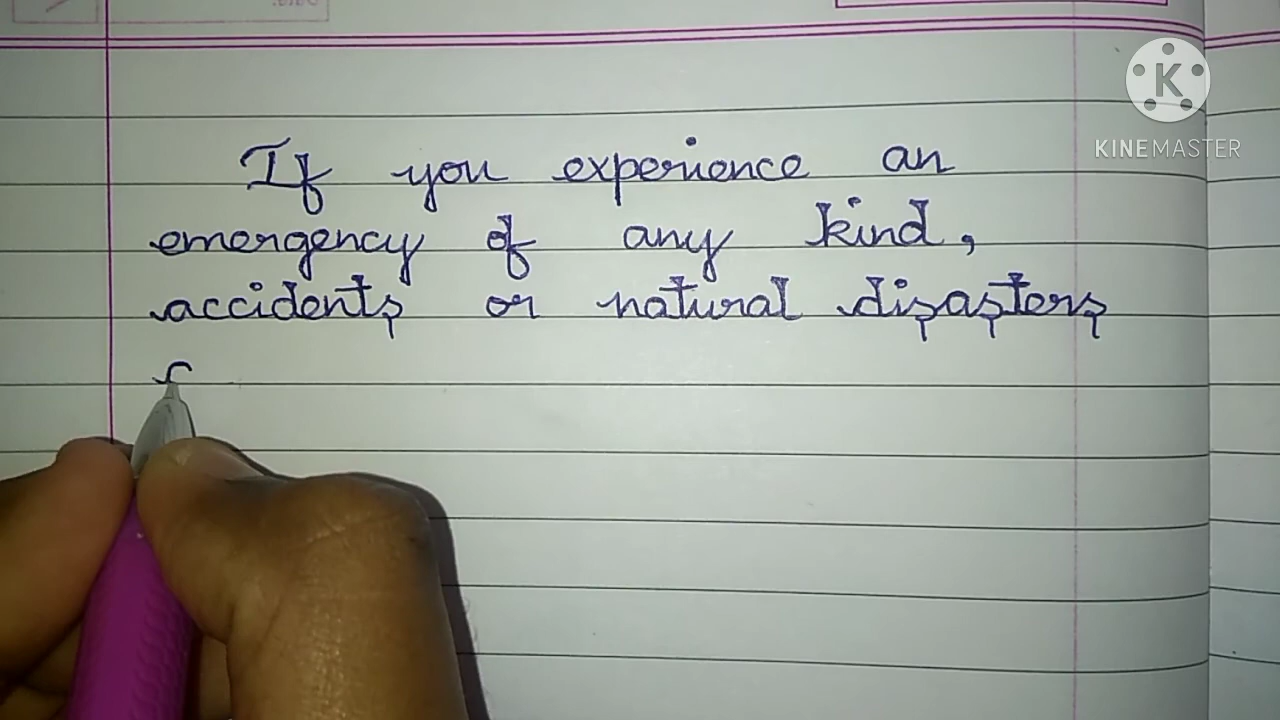 K
KINEMASTER
If you experience an
emergency of any kind,
accidents or natural disasters